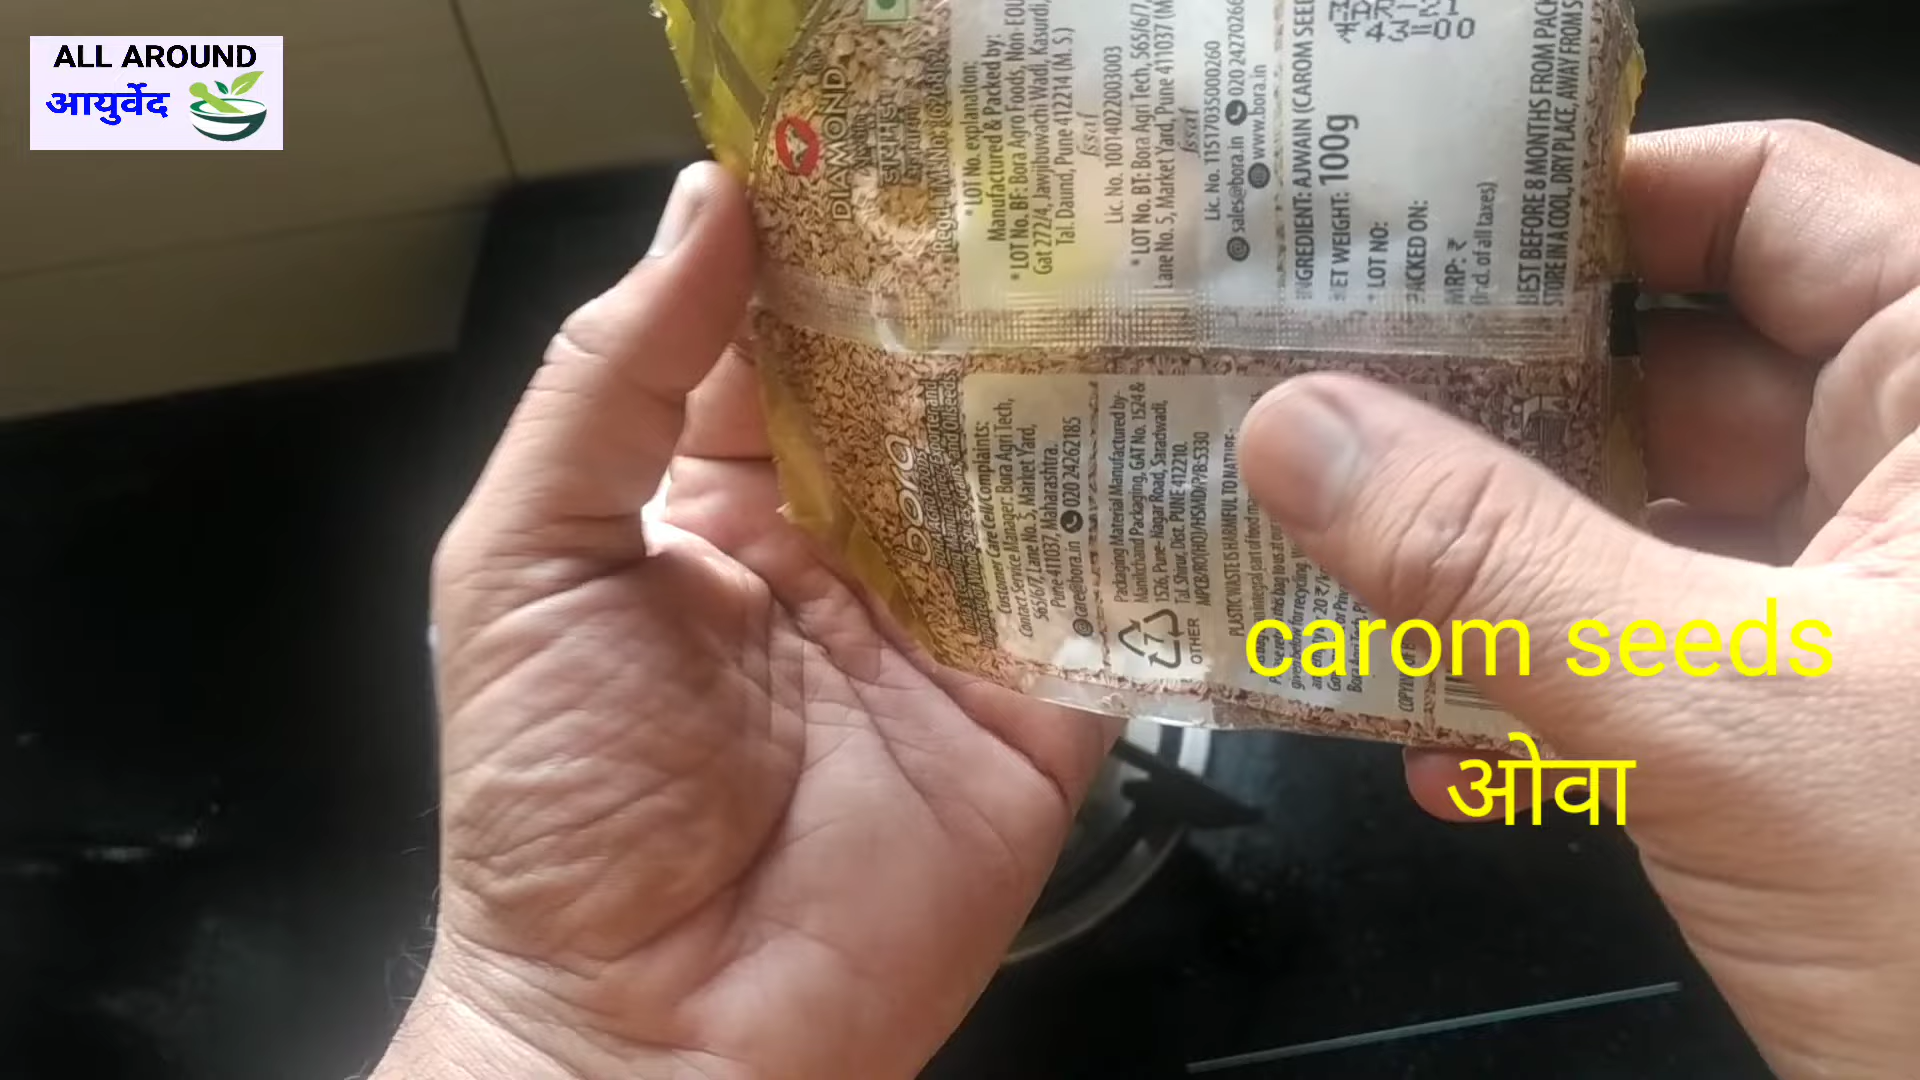 ALL AROUND
आयुर्वेद
DIAMOND
* LOT No. explanation:
Manufactured & Packed by:
* LOT No. BF: Bora Agro Foods, Non-
Gat 272/4, Jawjibuwachi Wadi, Kasurdi,
Tal. Daund, Pune 412214 (M. S.)
fssai
Lic. No. 10014022003003
* LOT No. BT: Bora Agri Tech, 565/6/7,
Lane No. 5, Market Yard, Pune 411037
fssai
Lic. No. 11517035000260
sales@bora.in 020 24270266
www.bora.in
INGREDIENT: AJWAIN (CAROM SEED
NET WEIGHT: 100g
* LOT NO:
PACKED ON:
MRP: ₹
(Incl. of all taxes)
BEST BEFORE 8 MONTHS FROM
STORE IN A COOL, DRY PLACE, AWAY FROM
bora
Customer Care Cell/Complaints:
Contact Service Manager: Bora Agri Tech,
565/6/7, Lane No. 5, Market Yard,
Pune 411037, Maharashtra.
care@bora.in 020 24262185
Packaging Material Manufactured by-
Manikchand Packaging, GAT No. 1524 &
1526, Pune-Nagar Road, Saradwadi,
Tal. Shirur, Dist. PUNE 412210.
7
OTHER
PLASTIC WASTE IS HARMFUL TO NATURE-
carom seeds
ओवा